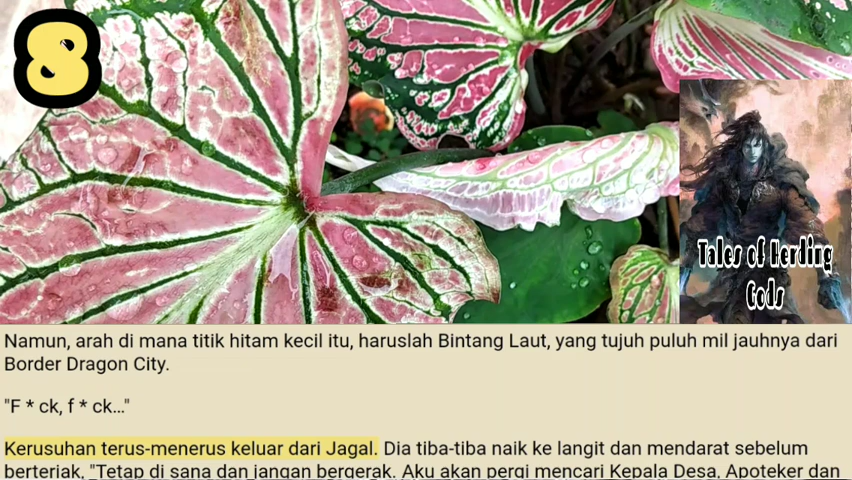 8
Tales of Herding
Gods
Namun, arah di mana titik hitam kecil itu, haruslah Bintang Laut, yang tujuh puluh mil jauhnya dari
Border Dragon City.
"F * ck, f * ck..."
Kerusuhan terus-menerus keluar dari Jagal. Dia tiba-tiba naik ke langit dan mendarat sebelum
berteriak, "Tetap di sana dan jangan bergerak. Aku akan pergi mencari Kepala Desa, Apoteker dan